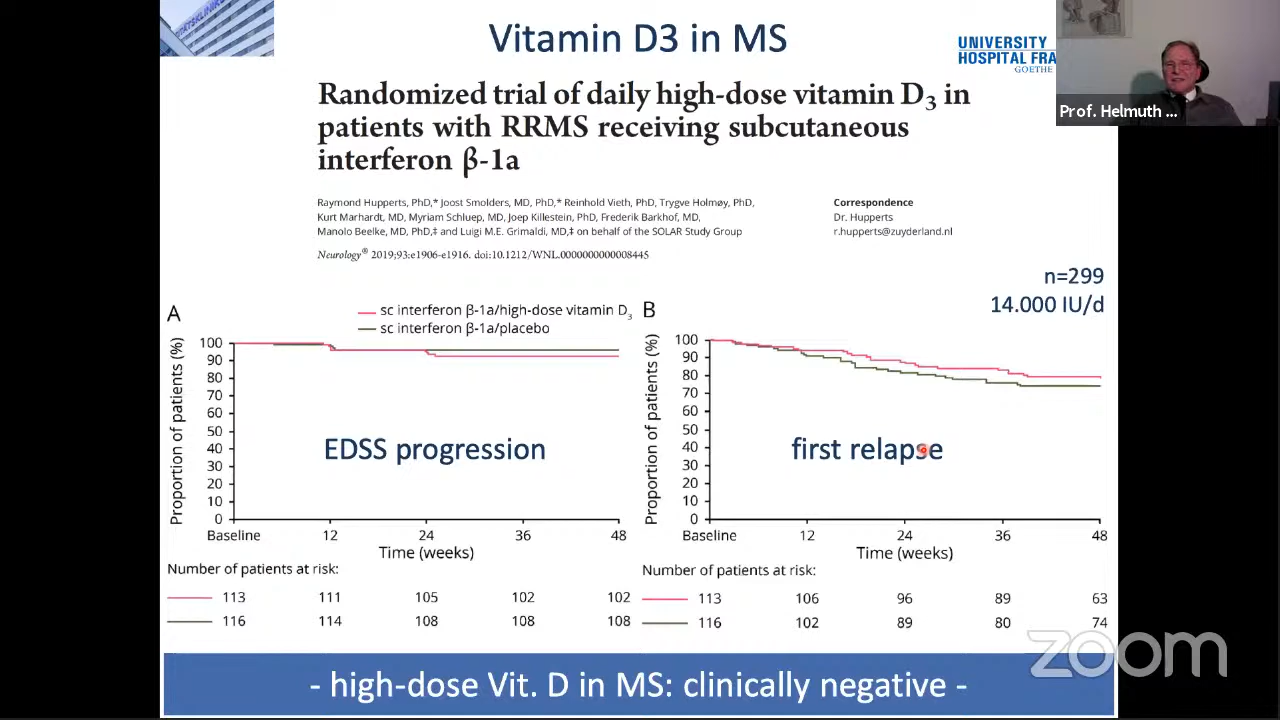 TSKLINIK
Vitamin D3 in MS
UNIVERSITY
HOSPITAL FRA
GOETHE
Prof. Helmuth ...
Randomized trial of daily high-dose vitamin D3 in
patients with RRMS receiving subcutaneous
interferon β-1a
Raymond Hupperts, PhD,* Joost Smolders, MD, PhD,* Reinhold Vieth, PhD, Trygve Holmøy, PhD,
Kurt Marhardt, MD, Myriam Schluep, MD, Joep Killestein, PhD, Frederik Barkhof, MD,
Manolo Beelke, MD, PhD,‡ and Luigi M.E. Grimaldi, MD,‡ on behalf of the SOLAR Study Group
Correspondence
Dr. Hupperts
r.hupperts@zuyderland.nl
Neurology® 2019;93:e1906-e1916. doi:10.1212/WNL.0000000000008445
n=299
14.000 IU/d
A
sc interferon β-1a/high-dose vitamin D3
sc interferon β-1a/placebo
Proportion of patients (%)
100
90
80
70
60
50
40
30
20
10
0
EDSS progression
Baseline 12 24 36 48
Time (weeks)
Number of patients at risk:
113 111 105 102 102
116 114 108 108 108
B
Proportion of patients (%)
100
90
80
70
60
50
40
30
20
10
0
first relapse
Baseline 12 24 36 48
Time (weeks)
Number of patients at risk:
113 106 96 89 63
116 102 89 80 74
zoom
- high-dose Vit. D in MS: clinically negative -